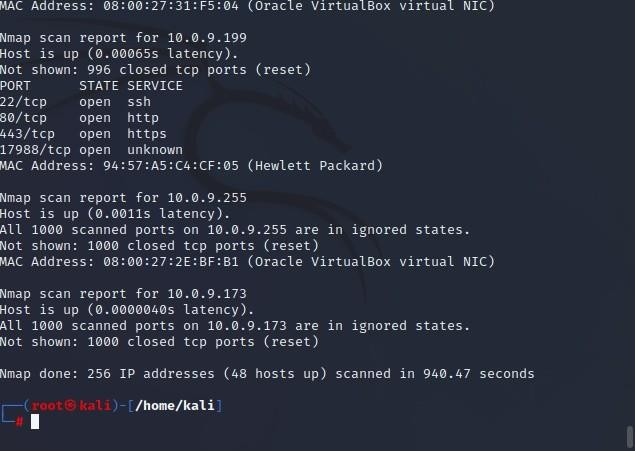 MAC Address: 08:00:27:31:F5:04 (Oracle VirtualBox virtual NIC)
Nmap scan report for 10.0.9.199
Host is up (0.00065s latency).
Not shown: 996 closed tcp ports (reset)
PORT      STATE SERVICE
22/tcp    open  ssh
80/tcp    open  http
443/tcp   open  https
17988/tcp open  unknown
MAC Address: 94:57:A5:C4:CF:05 (Hewlett Packard)
Nmap scan report for 10.0.9.255
Host is up (0.0011s latency).
All 1000 scanned ports on 10.0.9.255 are in ignored states.
Not shown: 1000 closed tcp ports (reset)
MAC Address: 08:00:27:2E:BF:B1 (Oracle VirtualBox virtual NIC)
Nmap scan report for 10.0.9.173
Host is up (0.0000040s latency).
All 1000 scanned ports on 10.0.9.173 are in ignored states.
Not shown: 1000 closed tcp ports (reset)
Nmap done: 256 IP addresses (48 hosts up) scanned in 940.47 seconds
┌──(root㉿kali)-[/home/kali]
└─#